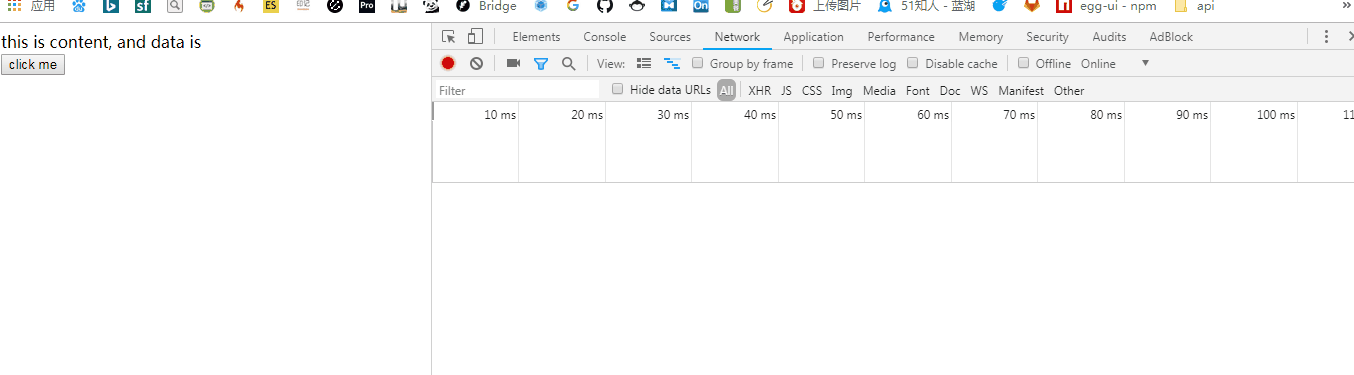 应用 sf ES 印记 Pro Bridge On 上传图片 51知人 - 蓝湖 egg-ui - npm api »
this is content, and data is
click me
Elements Console Sources Network Application Performance Memory Security Audits AdBlock
View: Group by frame Preserve log Disable cache Offline Online
Filter Hide data URLs All XHR JS CSS Img Media Font Doc WS Manifest Other
10 ms 20 ms 30 ms 40 ms 50 ms 60 ms 70 ms 80 ms 90 ms 100 ms 11